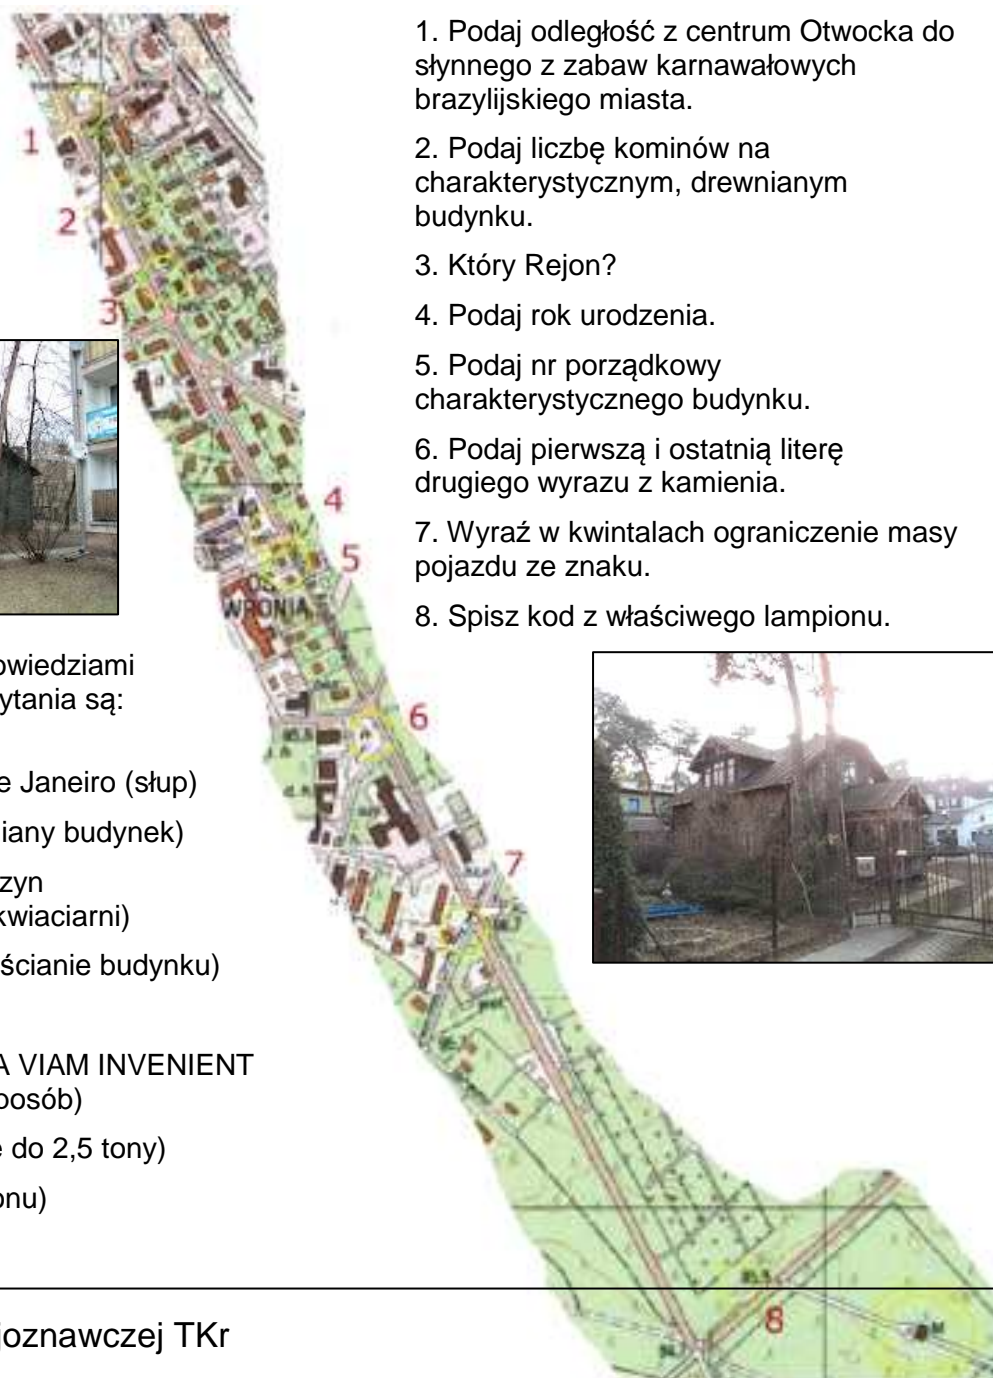 1. Podaj odległość z centrum Otwocka do
słynnego z zabaw karnawałowych
brazylijskiego miasta.
2. Podaj liczbę kominów na
charakterystycznym, drewnianym
budynku.
3. Który Rejon?
4. Podaj rok urodzenia.
5. Podaj nr porządkowy
charakterystycznego budynku.
6. Podaj pierwszą i ostatnią literę
drugiego wyrazu z kamienia.
7. Wyraź w kwintalach ograniczenie masy
pojazdu ze znaku.
8. Spisz kod z właściwego lampionu.
1
2
3
4
5
WRONIA
6
7
8
owiedziami
ytania są:
e Janeiro (słup)
iany budynek)
zyn
kwiaciarni)
ścianie budynku)
A VIAM INVENIENT
oosób)
e do 2,5 tony)
onu)
joznawczej TKr